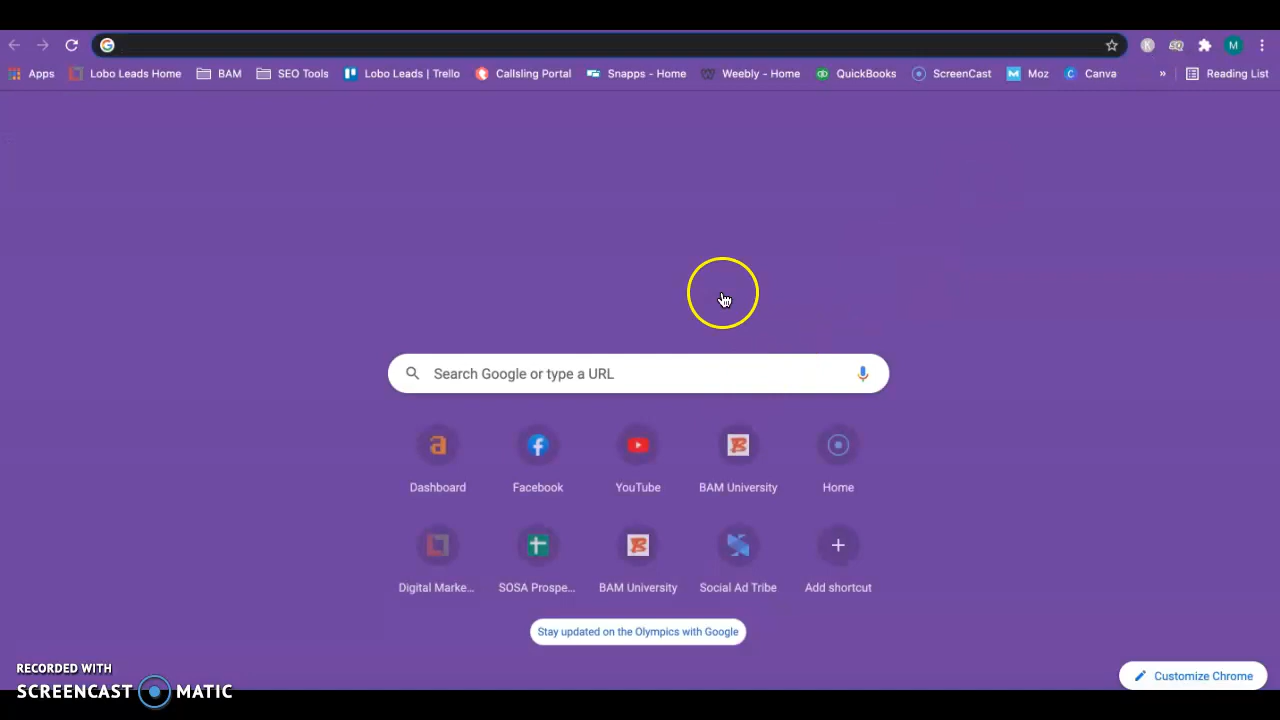 Apps Lobo Leads Home BAM SEO Tools Lobo Leads | Trello Callsling Portal Snapps - Home Weebly - Home QuickBooks ScreenCast Moz Canva » Reading List
M
Search Google or type a URL
Dashboard Facebook YouTube BAM University Home
Digital Marke... SOSA Prospe... BAM University Social Ad Tribe Add shortcut
Stay updated on the Olympics with Google
Customize Chrome
RECORDED WITH
SCREENCAST MATIC